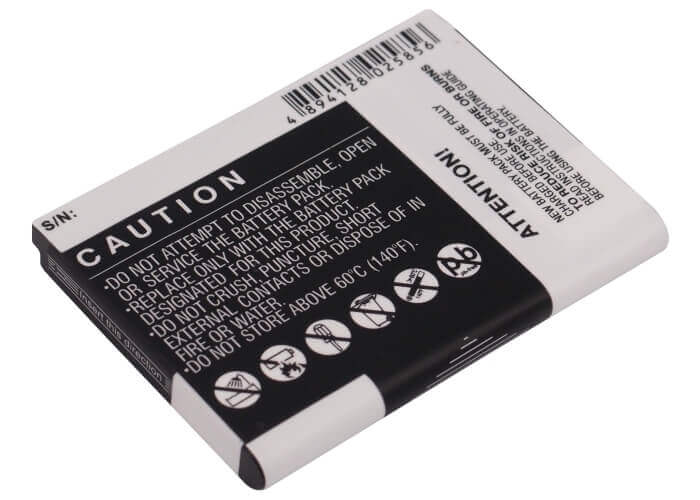 S/N:
4 894128 025856
CAUTION
-DO NOT ATTEMPT TO DISASSEMBLE, OPEN
OR SERVICE THE BATTERY PACK.
-REPLACE ONLY WITH THE BATTERY PACK
DESIGNATED FOR THIS PRODUCT.
-DO NOT CRUSH, PUNCTURE, SHORT
EXTERNAL CONTACTS OR DISPOSE OF IN
FIRE OR WATER.
-DO NOT STORE ABOVE 60°C (140°F).
Pb
ATTENTION!
NEW BATTERY PACK MUST BE FULLY
CHARGED BEFORE USE.
TO REDUCE RISK OF FIRE OR BURNS
READ INSTRUCTIONS IN OPERATING GUIDE
BEFORE USING THE BATTERY.
Insert this direction